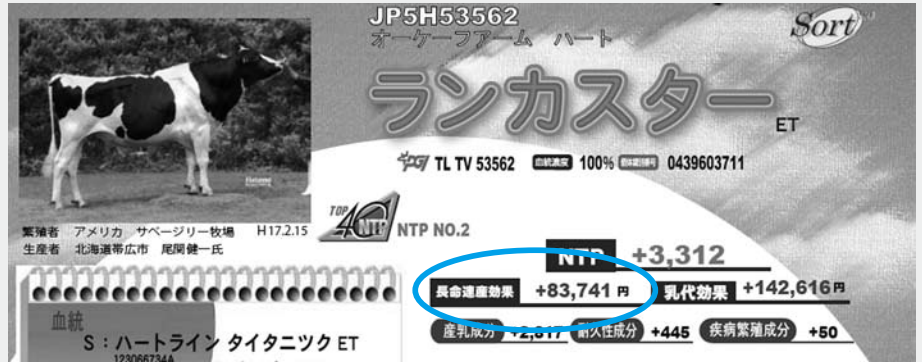 JP5H53562
Sort
オーケーファーム ハート
ランカスター ET
TL TV 53562 血統濃度 100% 0439603711
繁殖者 アメリカ サベージリー牧場 H17.2.15
生産者 北海道帯広市 尾関健一氏
TOP 40 NTP NTP NO.2
NTP +3,312
長命連産効果 +83,741円 乳代効果 +142,616円
産乳成分 +2,817 耐久性成分 +445 疾病繁殖成分 +50
血統
S：ハートライン タイタニツク ET
123066734A